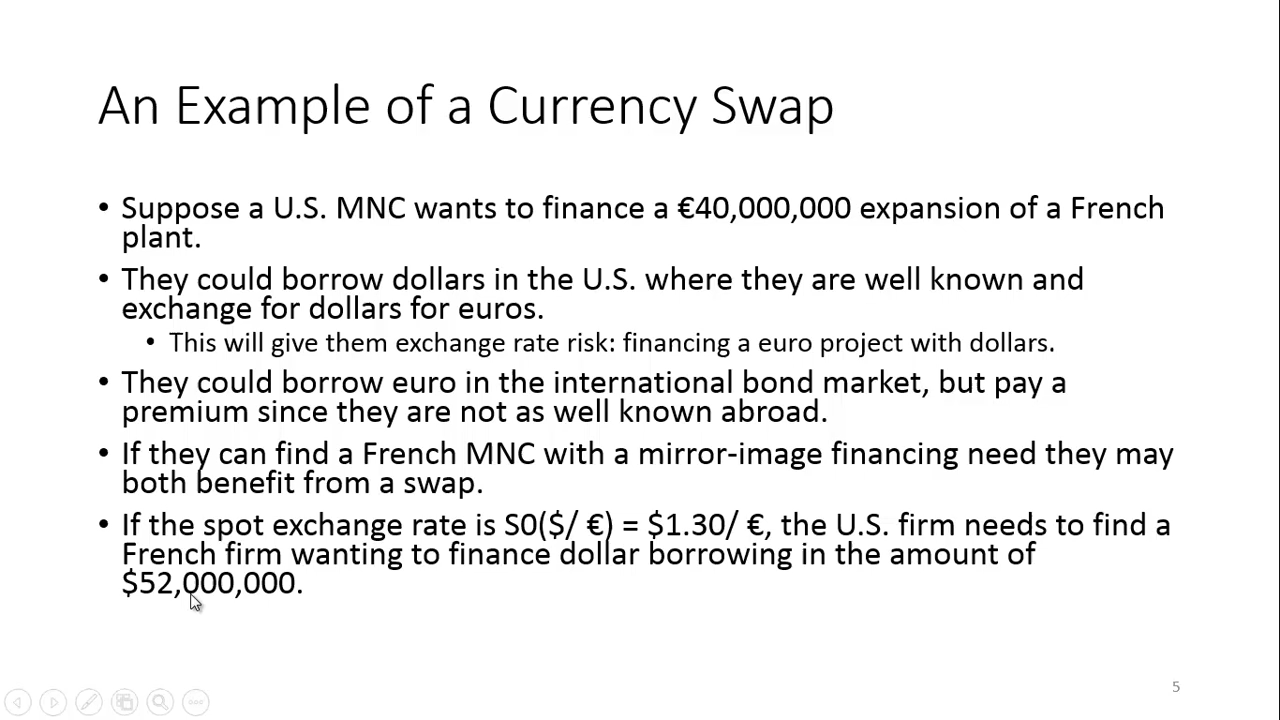 An Example of a Currency Swap
• Suppose a U.S. MNC wants to finance a €40,000,000 expansion of a French
plant.
• They could borrow dollars in the U.S. where they are well known and
exchange for dollars for euros.
• This will give them exchange rate risk: financing a euro project with dollars.
• They could borrow euro in the international bond market, but pay a
premium since they are not as well known abroad.
• If they can find a French MNC with a mirror-image financing need they may
both benefit from a swap.
• If the spot exchange rate is S0($/ €) = $1.30/ €, the U.S. firm needs to find a
French firm wanting to finance dollar borrowing in the amount of
$52,000,000.
5